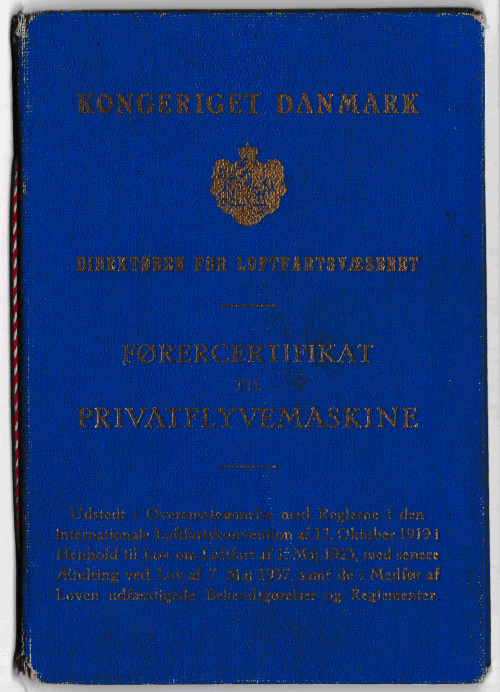 KONGERIGET DANMARK
DIREKTØREN FOR LUFTFARTSVÆSENET
FØRERCERTIFIKAT
TIL
PRIVATFLYVEMASKINE
Udstedt i Overensstemmelse med Reglerne i den
Internationale Luftfartskonvention af 13. Oktober 1919 i
Henhold til Lov om Luftfart af 1. Maj 1923, med senere
Ændring ved Lov af 7. Maj 1937, samt de i Medfør af
Loven udfærdigede Bekendtgørelser og Reglementer.